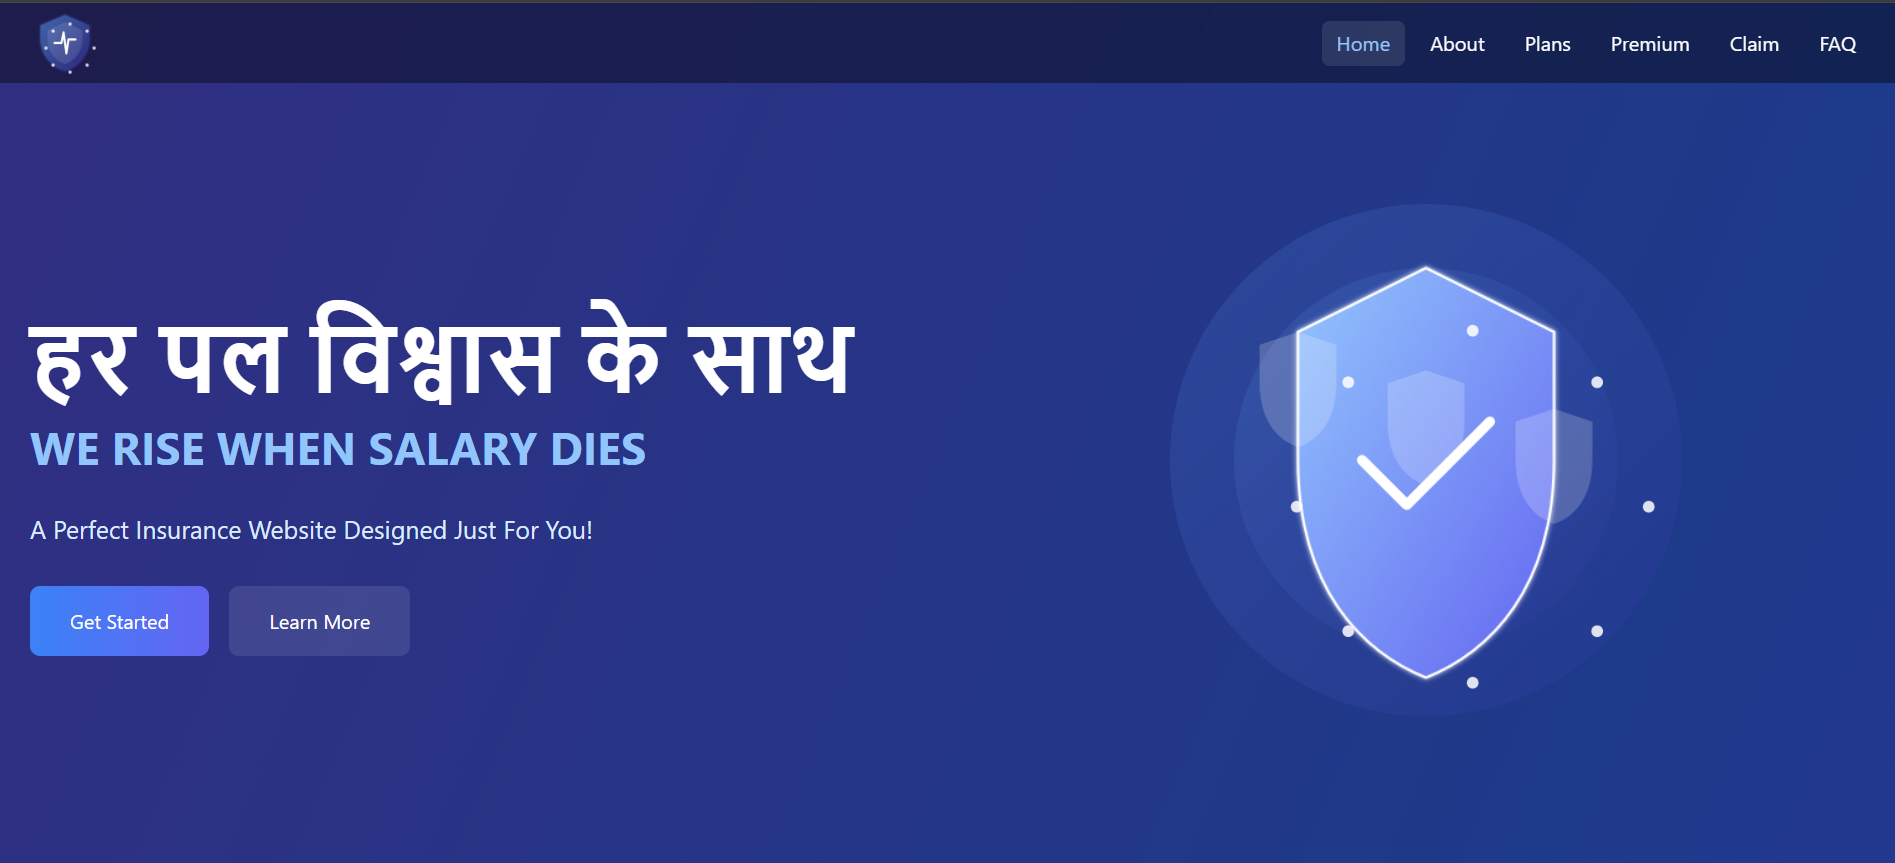 Home About Plans Premium Claim FAQ
हर पल विश्वास के साथ
WE RISE WHEN SALARY DIES
A Perfect Insurance Website Designed Just For You!
Get Started Learn More